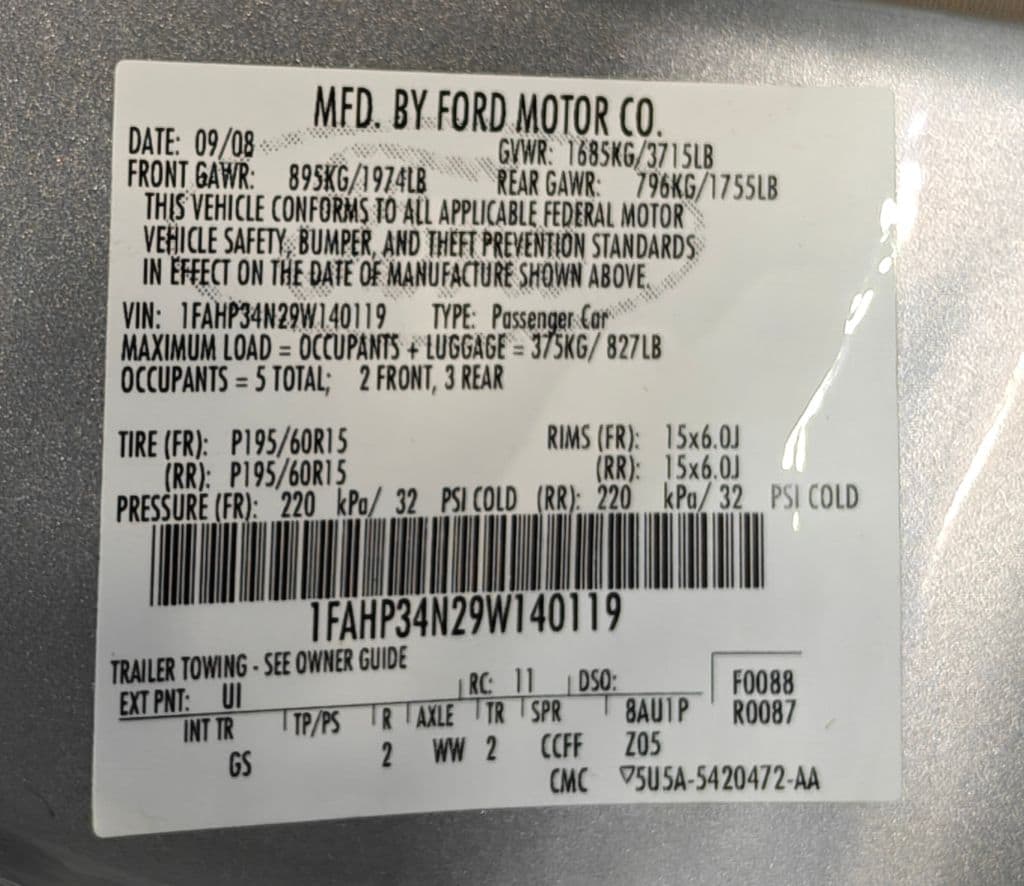 MFD. BY FORD MOTOR CO.
DATE: 09/08 GVWR: 1685KG/3715LB
FRONT GAWR: 895KG/1974LB REAR GAWR: 796KG/1755LB
THIS VEHICLE CONFORMS TO ALL APPLICABLE FEDERAL MOTOR
VEHICLE SAFETY, BUMPER, AND THEFT PREVENTION STANDARDS
IN EFFECT ON THE DATE OF MANUFACTURE SHOWN ABOVE.
VIN: 1FAHP34N29W140119 TYPE: Passenger Car
MAXIMUM LOAD = OCCUPANTS + LUGGAGE = 375KG/ 827LB
OCCUPANTS = 5 TOTAL; 2 FRONT, 3 REAR
TIRE (FR): P195/60R15 RIMS (FR): 15x6.0J
(RR): P195/60R15 (RR): 15x6.0J
PRESSURE (FR): 220 kPa/ 32 PSI COLD (RR): 220 kPa/ 32 PSI COLD
1FAHP34N29W140119
TRAILER TOWING - SEE OWNER GUIDE
EXT PNT: UI RC: 11 DSO: F0088
INT TR TP/PS R AXLE TR SPR 8AU1P R0087
GS 2 WW 2 CCFF Z05
CMC ▽5U5A-5420472-AA